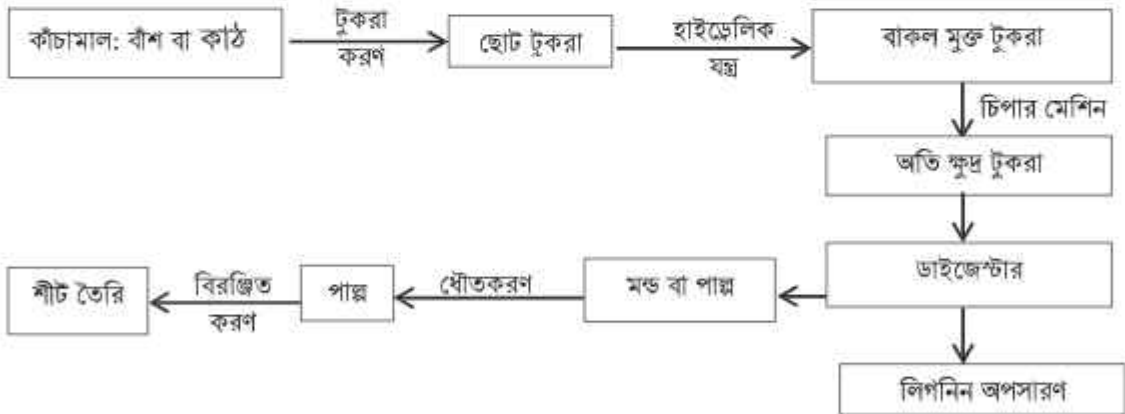 কাঁচামাল: বাঁশ বা কাঠ
টুকরা
করণ
ছোট টুকরা
হাইড্রেলিক
যন্ত্র
বাকল মুক্ত টুকরা
চিপার মেশিন
অতি ক্ষুদ্র টুকরা
ডাইজেস্টার
লিগনিন অপসারণ
মন্ড বা পাল্প
ধৌতকরণ
পাল্প
বিরঞ্জিত
করণ
শীট তৈরি